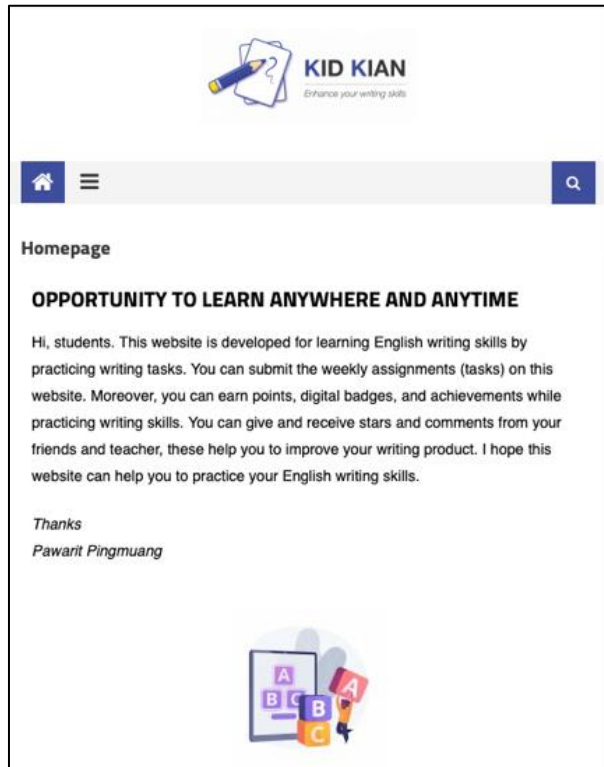 KID KIAN
Enhance your writing skills
Homepage
OPPORTUNITY TO LEARN ANYWHERE AND ANYTIME
Hi, students. This website is developed for learning English writing skills by
practicing writing tasks. You can submit the weekly assignments (tasks) on this
website. Moreover, you can earn points, digital badges, and achievements while
practicing writing skills. You can give and receive stars and comments from your
friends and teacher, these help you to improve your writing product. I hope this
website can help you to practice your English writing skills.
Thanks
Pawarit Pingmuang
A
A
B C B
C